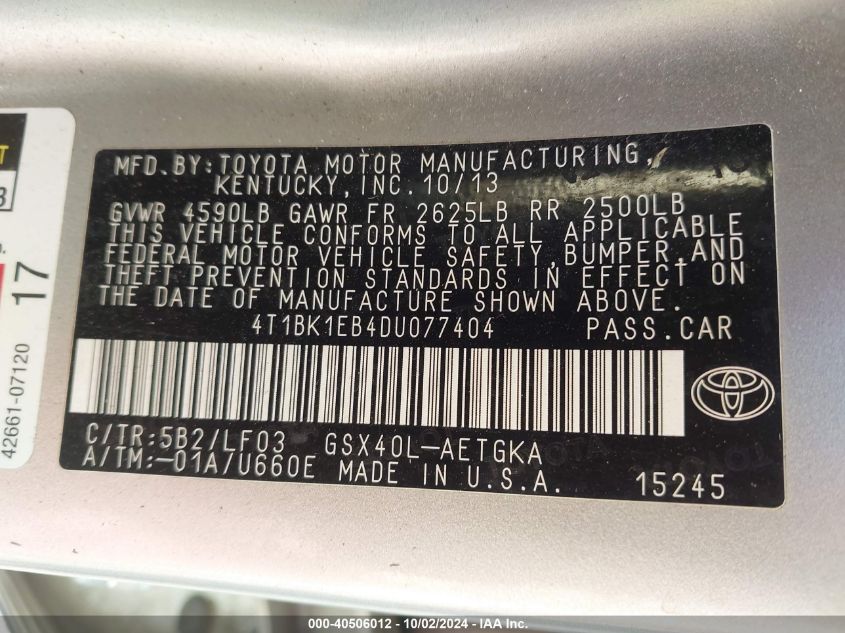 MFD.BY:TOYOTA MOTOR MANUFACTURING,
KENTUCKY,INC.10/13
GVWR 4590LB GAWR FR 2625LB RR 2500LB
THIS VEHICLE CONFORMS TO ALL APPLICABLE
FEDERAL MOTOR VEHICLE SAFETY,BUMPER,AND
THEFT PREVENTION STANDARDS IN EFFECT ON
THE DATE OF MANUFACTURE SHOWN ABOVE.
4T1BK1EB4DU077404 PASS.CAR
C/TR:5B2/LF03 GSX40L-AETGKA
A/TM:-01A/U660E MADE IN U.S.A. 15245
17
42661-07120
000-40506012 - 10/02/2024 - IAA Inc.